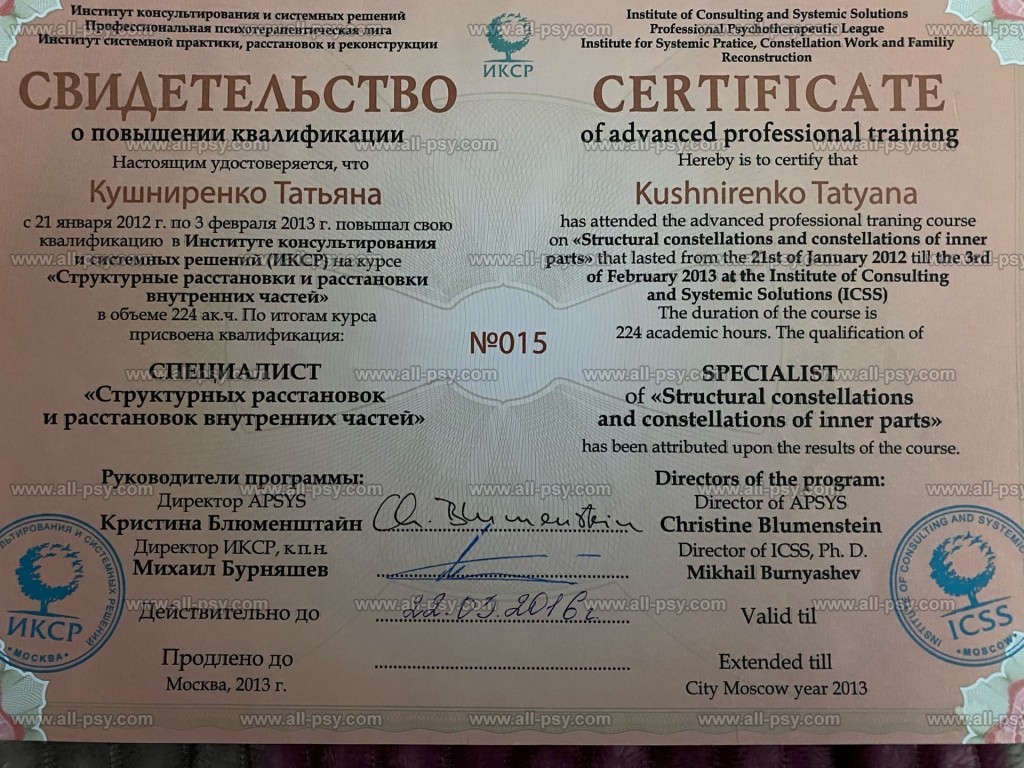 Институт консультирования и системных решений
Профессиональная психотерапевтическая лига
Институт системной практики, расстановок и реконструкции
ИКСР
Institute of Consulting and Systemic Solutions
Professional Psychotherapeutic League
Institute for Systemic Pratice, Constellation Work and Familiy
Reconstruction
СВИДЕТЕЛЬСТВО
о повышении квалификации
Настоящим удостоверяется, что
Кушниренко Татьяна
с 21 января 2012 г. по 3 февраля 2013 г. повышал свою
квалификацию в Институте консультирования
и системных решений (ИКСР) на курсе
«Структурные расстановки и расстановки
внутренних частей»
в объеме 224 ак.ч. По итогам курса
присвоена квалификация:
СПЕЦИАЛИСТ
«Структурных расстановок
и расстановок внутренних частей»
CERTIFICATE
of advanced professional training
Hereby is to certify that
Kushnirenko Tatyana
has attended the advanced professional traning course
on «Structural constellations and constellations of inner
parts» that lasted from the 21st of January 2012 till the 3rd
of February 2013 at the Institute of Consulting
and Systemic Solutions (ICSS)
The duration of the course is
224 academic hours. The qualification of
SPECIALIST
of «Structural constellations
and constellations of inner parts»
has been attributed upon the results of the course.
№015
Руководители программы:
Директор APSYS
Кристина Блюменштайн
Директор ИКСР, к.п.н.
Михаил Бурняшев
Ch. Blumenstein
Directors of the program:
Director of APSYS
Christine Blumenstein
Director of ICSS, Ph. D.
Mikhail Burnyashev
Действительно до
22.03.2016г.
Valid til
Продлено до
Extended till
Москва, 2013 г.
City Moscow year 2013
ИКСР
•МОСКВА•
INSTITUTE OF CONSULTING AND SYSTEMIC
ICSS
•MOSCOW
www.all-psy.com